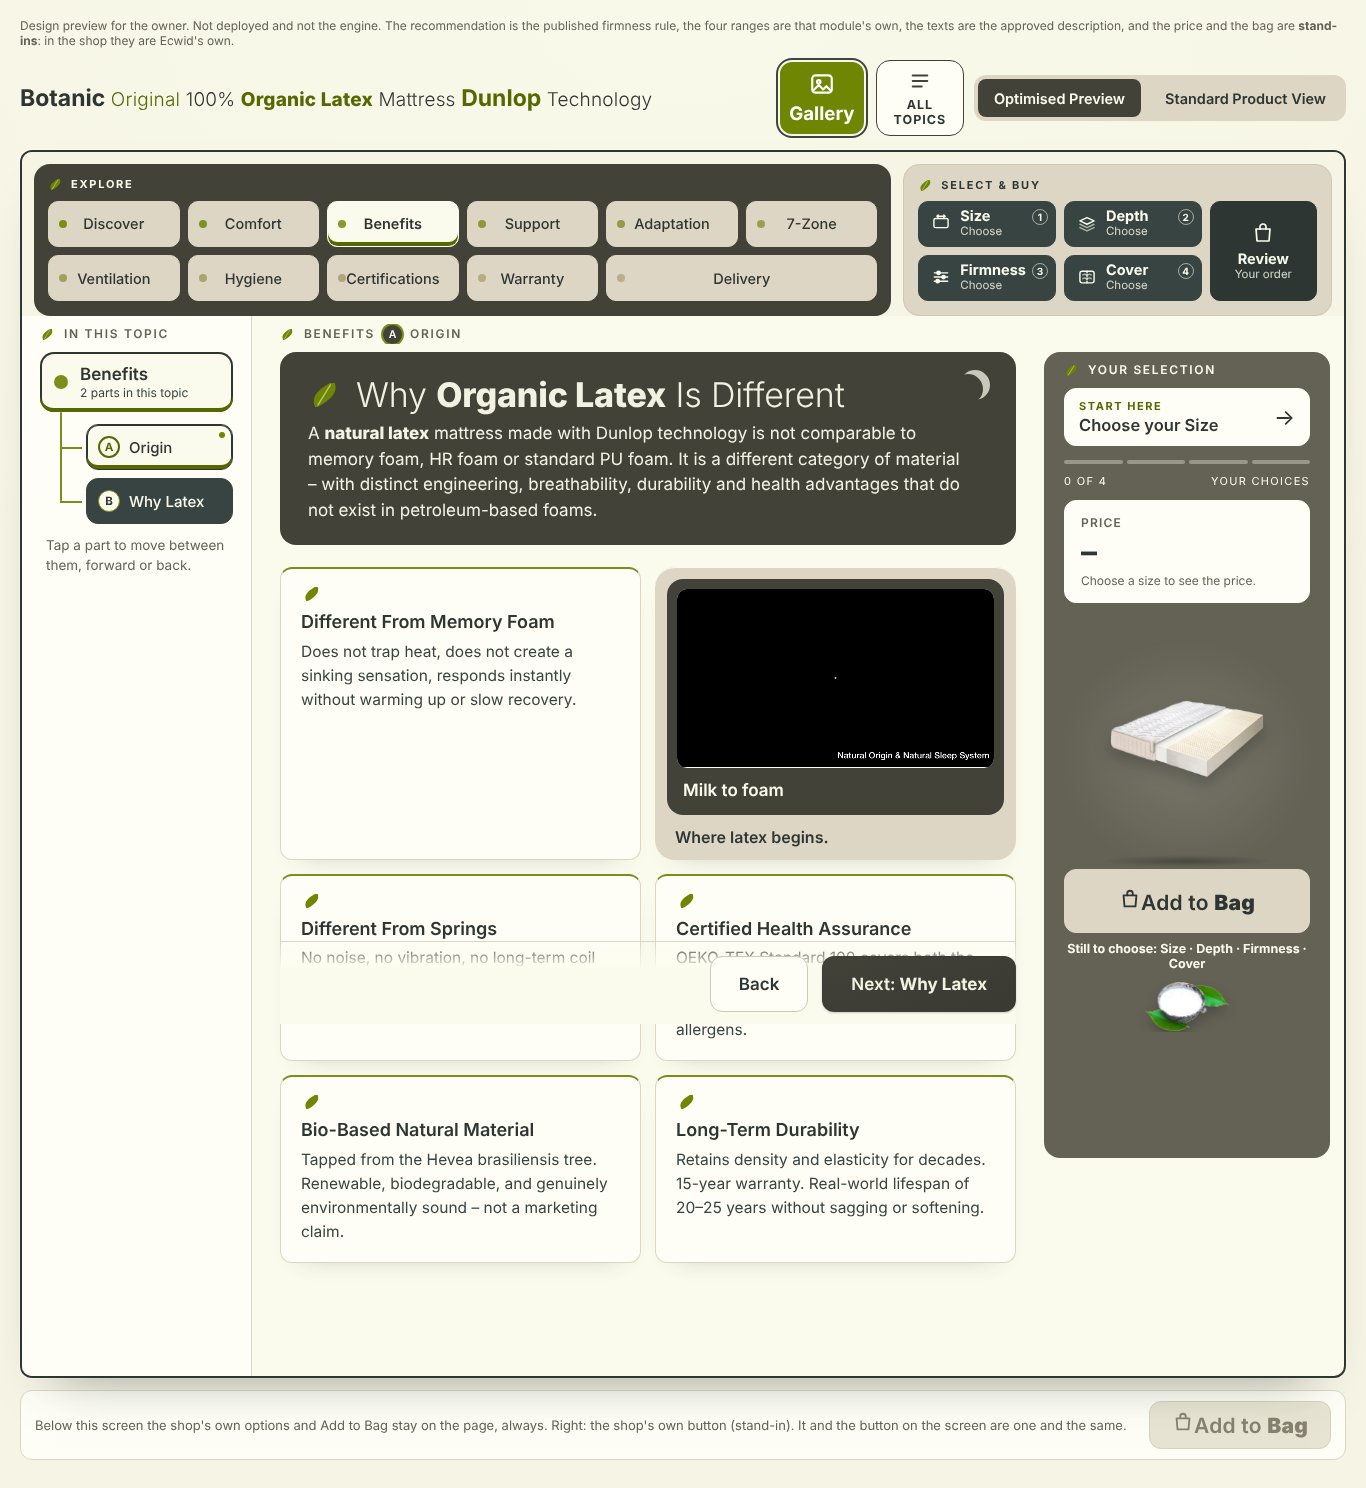 Design preview for the owner. Not deployed and not the engine. The recommendation is the published firmness rule, the four ranges are that module's own, the texts are the approved description, and the price and the bag are stand-
ins: in the shop they are Ecwid's own.
Botanic Original 100% Organic Latex Mattress Dunlop Technology
Gallery
ALL
TOPICS
Optimised Preview
Standard Product View
EXPLORE
Discover
Comfort
Benefits
Support
Adaptation
7-Zone
Ventilation
Hygiene
Certifications
Warranty
Delivery
SELECT & BUY
Size 1
Choose
Depth 2
Choose
Firmness 3
Choose
Cover 4
Choose
Review
Your order
IN THIS TOPIC
Benefits
2 parts in this topic
A Origin
B Why Latex
Tap a part to move between
them, forward or back.
BENEFITS A ORIGIN
Why Organic Latex Is Different
A natural latex mattress made with Dunlop technology is not comparable to
memory foam, HR foam or standard PU foam. It is a different category of material
– with distinct engineering, breathability, durability and health advantages that do
not exist in petroleum-based foams.
Different From Memory Foam
Does not trap heat, does not create a
sinking sensation, responds instantly
without warming up or slow recovery.
Natural Origin & Natural Sleep System
Milk to foam
Where latex begins.
Different From Springs
No noise, no vibration, no long-term coil
Certified Health Assurance
OEKO-TEX Standard 100 covers both the
allergens.
Back
Next: Why Latex
Bio-Based Natural Material
Tapped from the Hevea brasiliensis tree.
Renewable, biodegradable, and genuinely
environmentally sound – not a marketing
claim.
Long-Term Durability
Retains density and elasticity for decades.
15-year warranty. Real-world lifespan of
20–25 years without sagging or softening.
YOUR SELECTION
START HERE
Choose your Size
0 OF 4
YOUR CHOICES
PRICE
–
Choose a size to see the price.
Add to Bag
Still to choose: Size · Depth · Firmness ·
Cover
Below this screen the shop's own options and Add to Bag stay on the page, always. Right: the shop's own button (stand-in). It and the button on the screen are one and the same.
Add to Bag